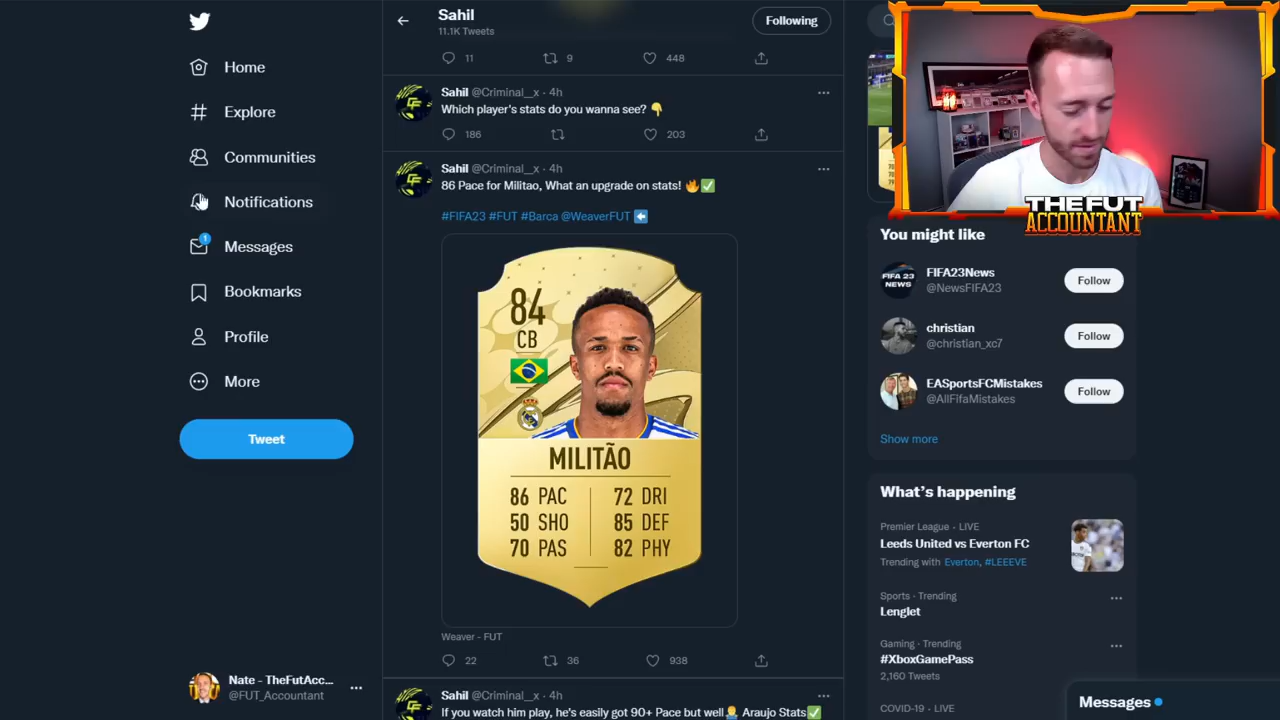 Sahil
11.1K Tweets
Following
Home
Explore
Communities
Notifications
1
Messages
Bookmarks
Profile
More
Tweet
Nate - TheFutAcc...
@FUT_Accountant
11
9
448
Sahil @Criminal__x · 4h
Which player's stats do you wanna see? 👇
186
203
Sahil @Criminal__x · 4h
86 Pace for Militao, What an upgrade on stats! 🔥✅
#FIFA23 #FUT #Barca @WeaverFUT ⬅️
84
CB
MILITÃO
86 PAC 72 DRI
50 SHO 85 DEF
70 PAS 82 PHY
Weaver - FUT
22
36
938
Sahil @Criminal__x · 4h
If you watch him play, he's easily got 90+ Pace but well🤷‍♂️ Araujo Stats✅
THE FUT
ACCOUNTANT
You might like
FIFA 23
NEWS
FIFA23News
@NewsFIFA23
Follow
christian
@christian_xc7
Follow
EASportsFCMistakes
@AllFifaMistakes
Follow
Show more
What's happening
Premier League · LIVE
Leeds United vs Everton FC
Trending with Everton, #LEEEVE
Sports · Trending
Lenglet
Gaming · Trending
#XboxGamePass
2,160 Tweets
COVID-19 · LIVE
Messages